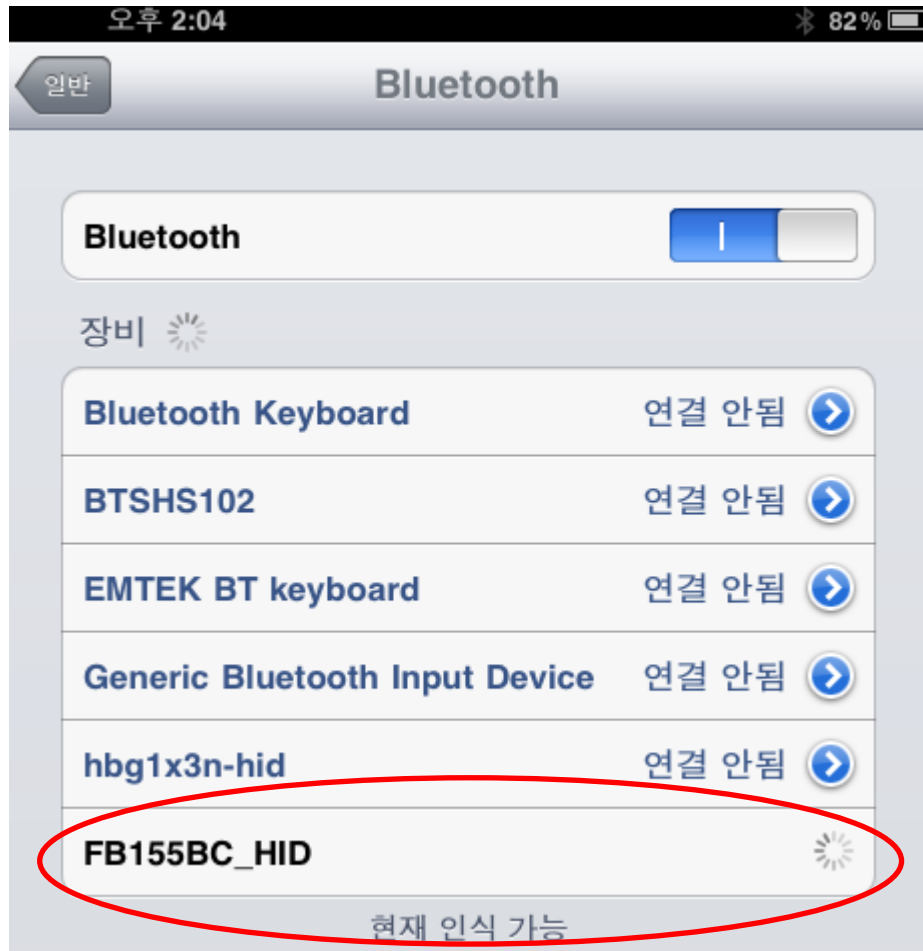 오후 2:04 82%
일반 Bluetooth
Bluetooth
장비
Bluetooth Keyboard 연결 안됨
BTSHS102 연결 안됨
EMTEK BT keyboard 연결 안됨
Generic Bluetooth Input Device 연결 안됨
hbg1x3n-hid 연결 안됨
FB155BC_HID
현재 인식 가능